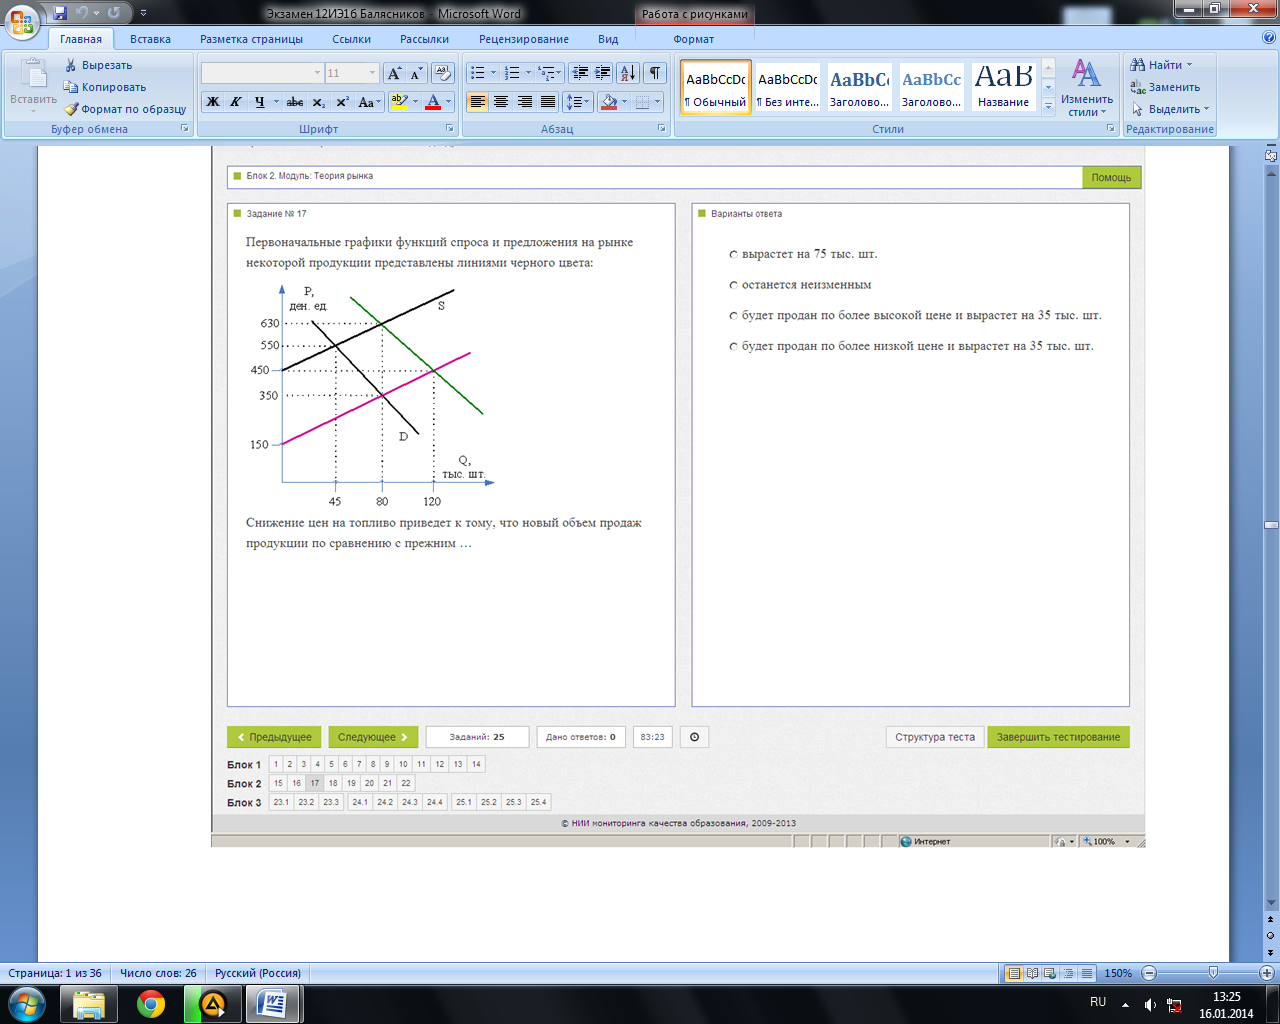 Экзамен 12ИЭ1б Балясников - Microsoft Word
Работа с рисунками
Главная Вставка Разметка страницы Ссылки Рассылки Рецензирование Вид Формат
Вставить
Вырезать
Копировать
Формат по образцу
Буфер обмена
11
Ж К Ч abc x₂ x² Aa
Шрифт
Абзац
AaBbCcDc AaBbCcDc AaBbCc AaBbCc AaB
¶ Обычный ¶ Без инте... Заголово... Заголово... Название
Изменить стили
Стили
Найти
Заменить
Выделить
Редактирование
Блок 2. Модуль: Теория рынка
Помощь
Задание № 17
Первоначальные графики функций спроса и предложения на рынке
некоторой продукции представлены линиями черного цвета:
P,
ден. ед.
S
630
550
450
350
150
D
Q,
тыс. шт.
45 80 120
Снижение цен на топливо приведет к тому, что новый объем продаж
продукции по сравнению с прежним …
Варианты ответа
вырастет на 75 тыс. шт.
останется неизменным
будет продан по более высокой цене и вырастет на 35 тыс. шт.
будет продан по более низкой цене и вырастет на 35 тыс. шт.
Предыдущее Следующее Заданий: 25 Дано ответов: 0 83:23 Структура теста Завершить тестирование
Блок 1 1 2 3 4 5 6 7 8 9 10 11 12 13 14
Блок 2 15 16 17 18 19 20 21 22
Блок 3 23.1 23.2 23.3 24.1 24.2 24.3 24.4 25.1 25.2 25.3 25.4
© НИИ мониторинга качества образования, 2009-2013
Интернет 100%
Страница: 1 из 36 Число слов: 26 Русский (Россия) 150%
RU 13:25
16.01.2014